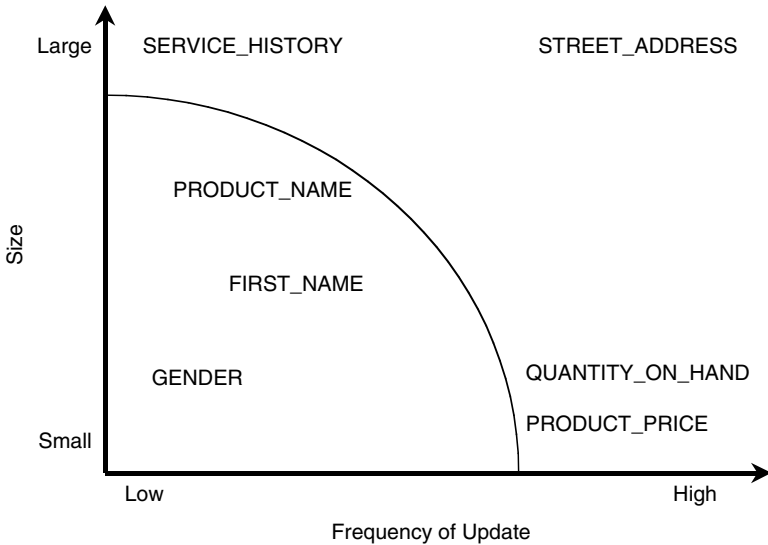 Large
SERVICE_HISTORY
STREET_ADDRESS
PRODUCT_NAME
Size
FIRST_NAME
GENDER
QUANTITY_ON_HAND
PRODUCT_PRICE
Small
Low
High
Frequency of Update